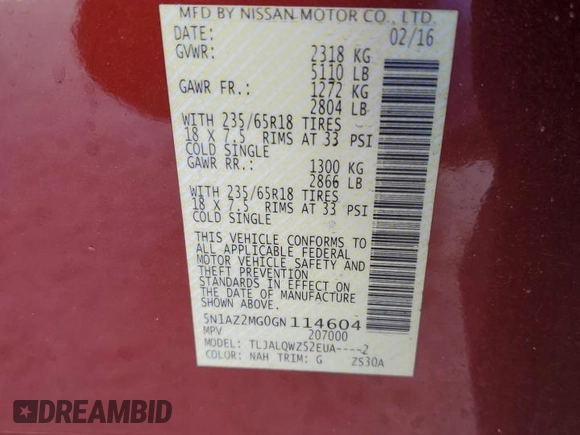 MFD BY NISSAN MOTOR CO., LTD.
DATE: 02/16
GVWR: 2318 KG
5110 LB
GAWR FR.: 1272 KG
2804 LB
WITH 235/65R18 TIRES
18 X 7.5 RIMS AT 33 PSI
COLD SINGLE
GAWR RR.: 1300 KG
2866 LB
WITH 235/65R18 TIRES
18 X 7.5 RIMS AT 33 PSI
COLD SINGLE
THIS VEHICLE CONFORMS TO
ALL APPLICABLE FEDERAL
MOTOR VEHICLE SAFETY AND
THEFT PREVENTION
STANDARDS IN EFFECT ON
THE DATE OF MANUFACTURE
SHOWN ABOVE.
5N1AZ2MG0GN114604
MPV 207000
MODEL: TLJALQWZ52EUA----2
COLOR: NAH TRIM: G ZS30A
DREAMBID